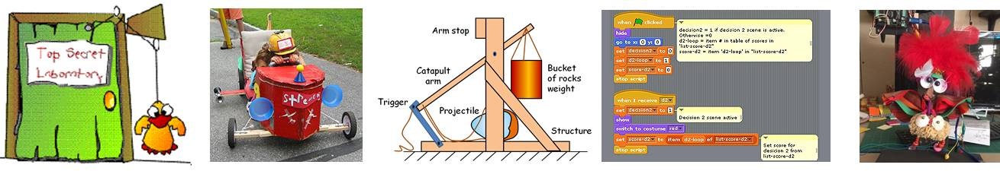 Top Secret
Labormtory
Arm stop
Catapult
arm
Bucket
of rocks
weight
Trigger
Projectile
Structure
when clicked
hide
go to x: 0 y: 0
set decision2 to 0
set d2-loop to 1
set score-d2 to 0
stop script
decision2 = 1 if decision 2 scene is active.
Otherwise =0
d2-loop = item # in table of scores in
'list-score-d2"
score-d2 = item 'd2-loop' in "list-score-d2"
when I receive d2
set decision2 to 1
Decision 2 scene active
show
switch to costume red
set score-d2 to item d2-loop of list-score-d2
stop script
Set score for
desicion 2 from
list-score-d2